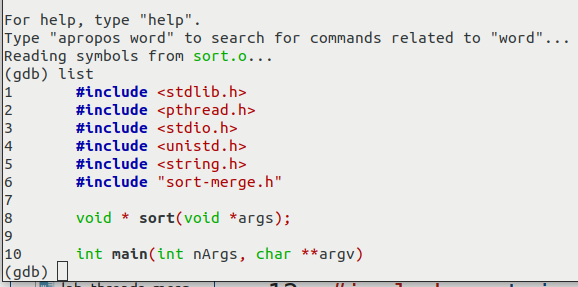 For help, type "help".
Type "apropos word" to search for commands related to "word"...
Reading symbols from sort.o...
(gdb) list
1 #include <stdlib.h>
2 #include <pthread.h>
3 #include <stdio.h>
4 #include <unistd.h>
5 #include <string.h>
6 #include "sort-merge.h"
7
8 void * sort(void *args);
9
10 int main(int nArgs, char **argv)
(gdb)